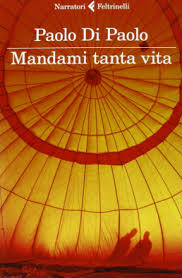 Narratori Feltrinelli
Paolo Di Paolo
Mandami tanta vita